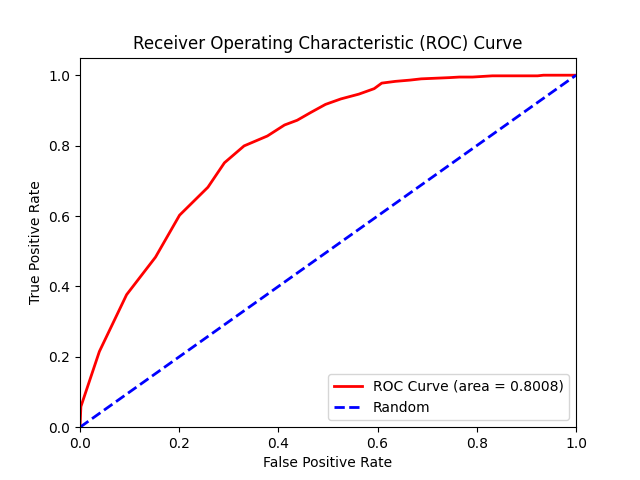 Receiver Operating Characteristic (ROC) Curve
1.0
0.8
0.6
0.4
0.2
0.0
True Positive Rate
0.0 0.2 0.4 0.6 0.8 1.0
False Positive Rate
ROC Curve (area = 0.8008)
Random